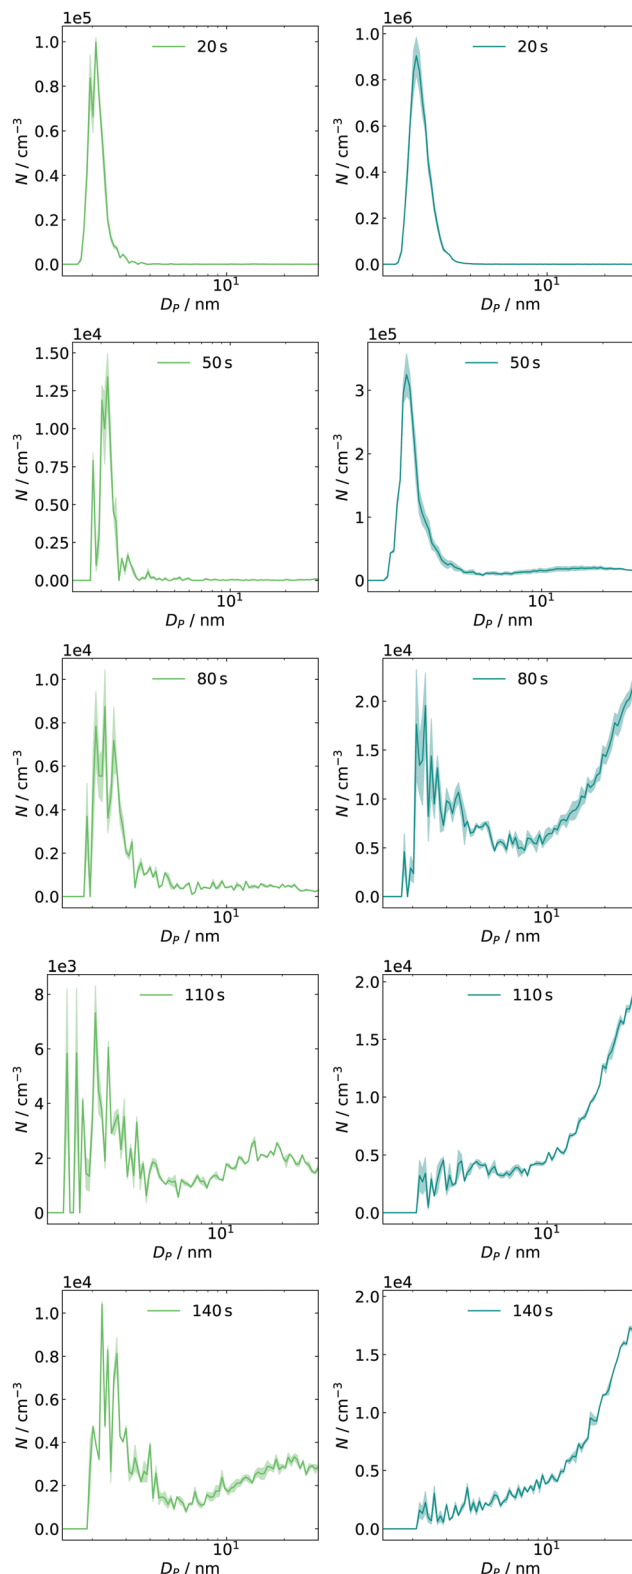 1e5
20 s
1.0
0.8
0.6
0.4
0.2
0.0
N / cm⁻³
10¹
D_P / nm
1e6
20 s
1.0
0.8
0.6
0.4
0.2
0.0
N / cm⁻³
10¹
D_P / nm
1e4
50 s
1.50
1.25
1.00
0.75
0.50
0.25
0.00
N / cm⁻³
10¹
D_P / nm
1e5
50 s
3
2
1
0
N / cm⁻³
10¹
D_P / nm
1e4
80 s
1.0
0.8
0.6
0.4
0.2
0.0
N / cm⁻³
10¹
D_P / nm
1e4
80 s
2.0
1.5
1.0
0.5
0.0
N / cm⁻³
10¹
D_P / nm
1e3
110 s
8
6
4
2
0
N / cm⁻³
10¹
D_P / nm
1e4
110 s
2.0
1.5
1.0
0.5
0.0
N / cm⁻³
10¹
D_P / nm
1e4
140 s
1.0
0.8
0.6
0.4
0.2
0.0
N / cm⁻³
10¹
D_P / nm
1e4
140 s
2.0
1.5
1.0
0.5
0.0
N / cm⁻³
10¹
D_P / nm